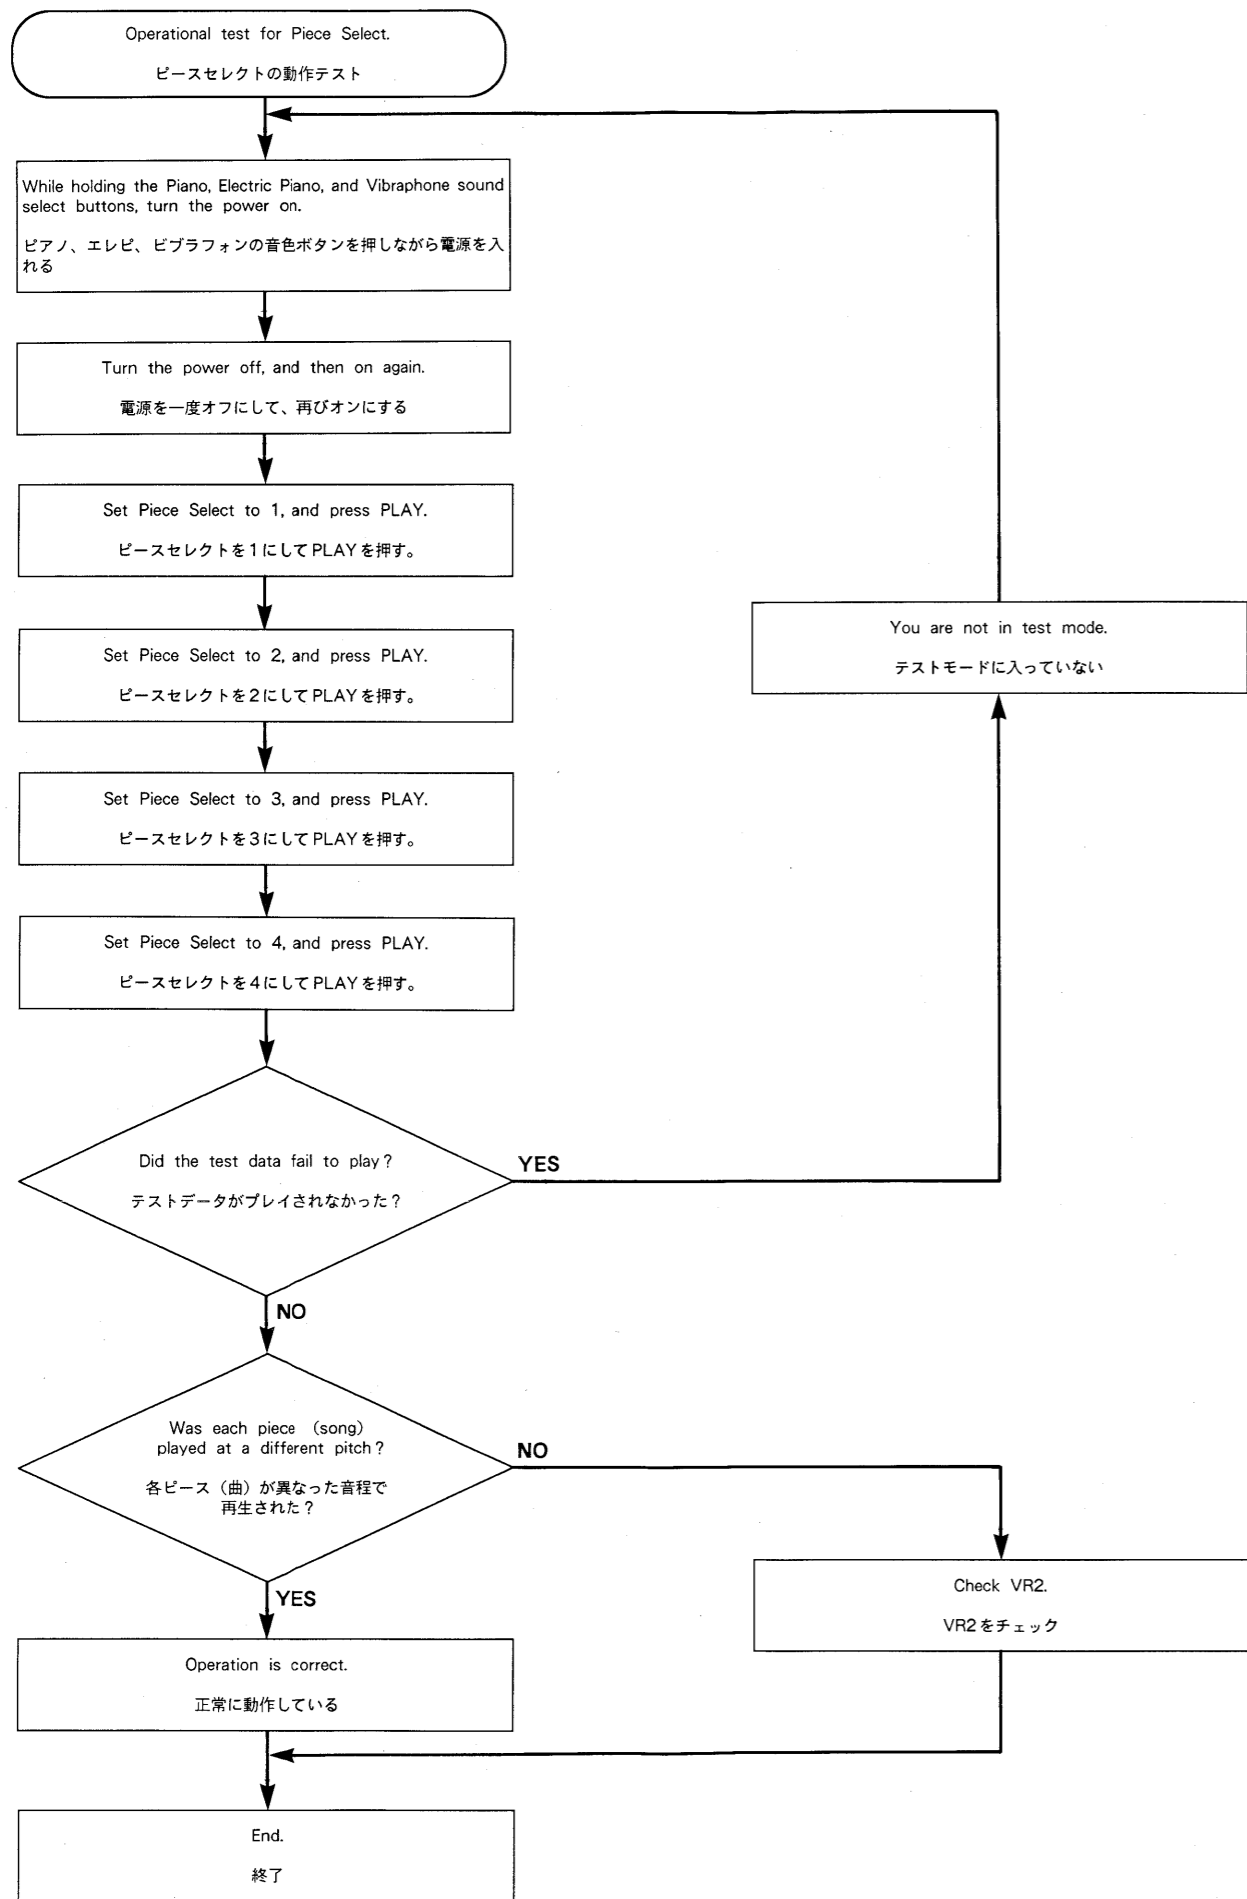 Operational test for Piece Select.
ピースセレクトの動作テスト
While holding the Piano, Electric Piano, and Vibraphone sound
select buttons, turn the power on.
ピアノ、エレピ、ビブラフォンの音色ボタンを押しながら電源を入
れる
Turn the power off, and then on again.
電源を一度オフにして、再びオンにする
Set Piece Select to 1, and press PLAY.
ピースセレクトを1にしてPLAYを押す。
Set Piece Select to 2, and press PLAY.
ピースセレクトを2にしてPLAYを押す。
You are not in test mode.
テストモードに入っていない
Set Piece Select to 3, and press PLAY.
ピースセレクトを3にしてPLAYを押す。
Set Piece Select to 4, and press PLAY.
ピースセレクトを4にしてPLAYを押す。
Did the test data fail to play?
テストデータがプレイされなかった?
YES
NO
Was each piece (song)
played at a different pitch?
各ピース(曲)が異なった音程で
再生された?
NO
YES
Check VR2.
VR2をチェック
Operation is correct.
正常に動作している
End.
終了